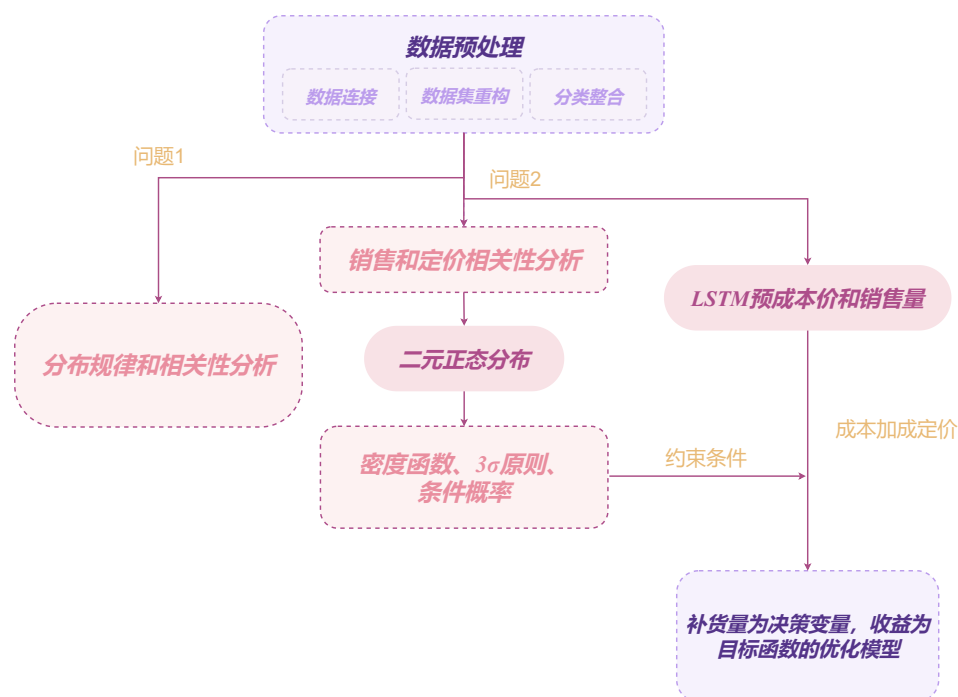 数据预处理
数据连接
数据集重构
分类整合
问题1
问题2
销售和定价相关性分析
LSTM预成本价和销售量
分布规律和相关性分析
二元正态分布
成本加成定价
密度函数、3σ原则、
条件概率
约束条件
补货量为决策变量，收益为
目标函数的优化模型